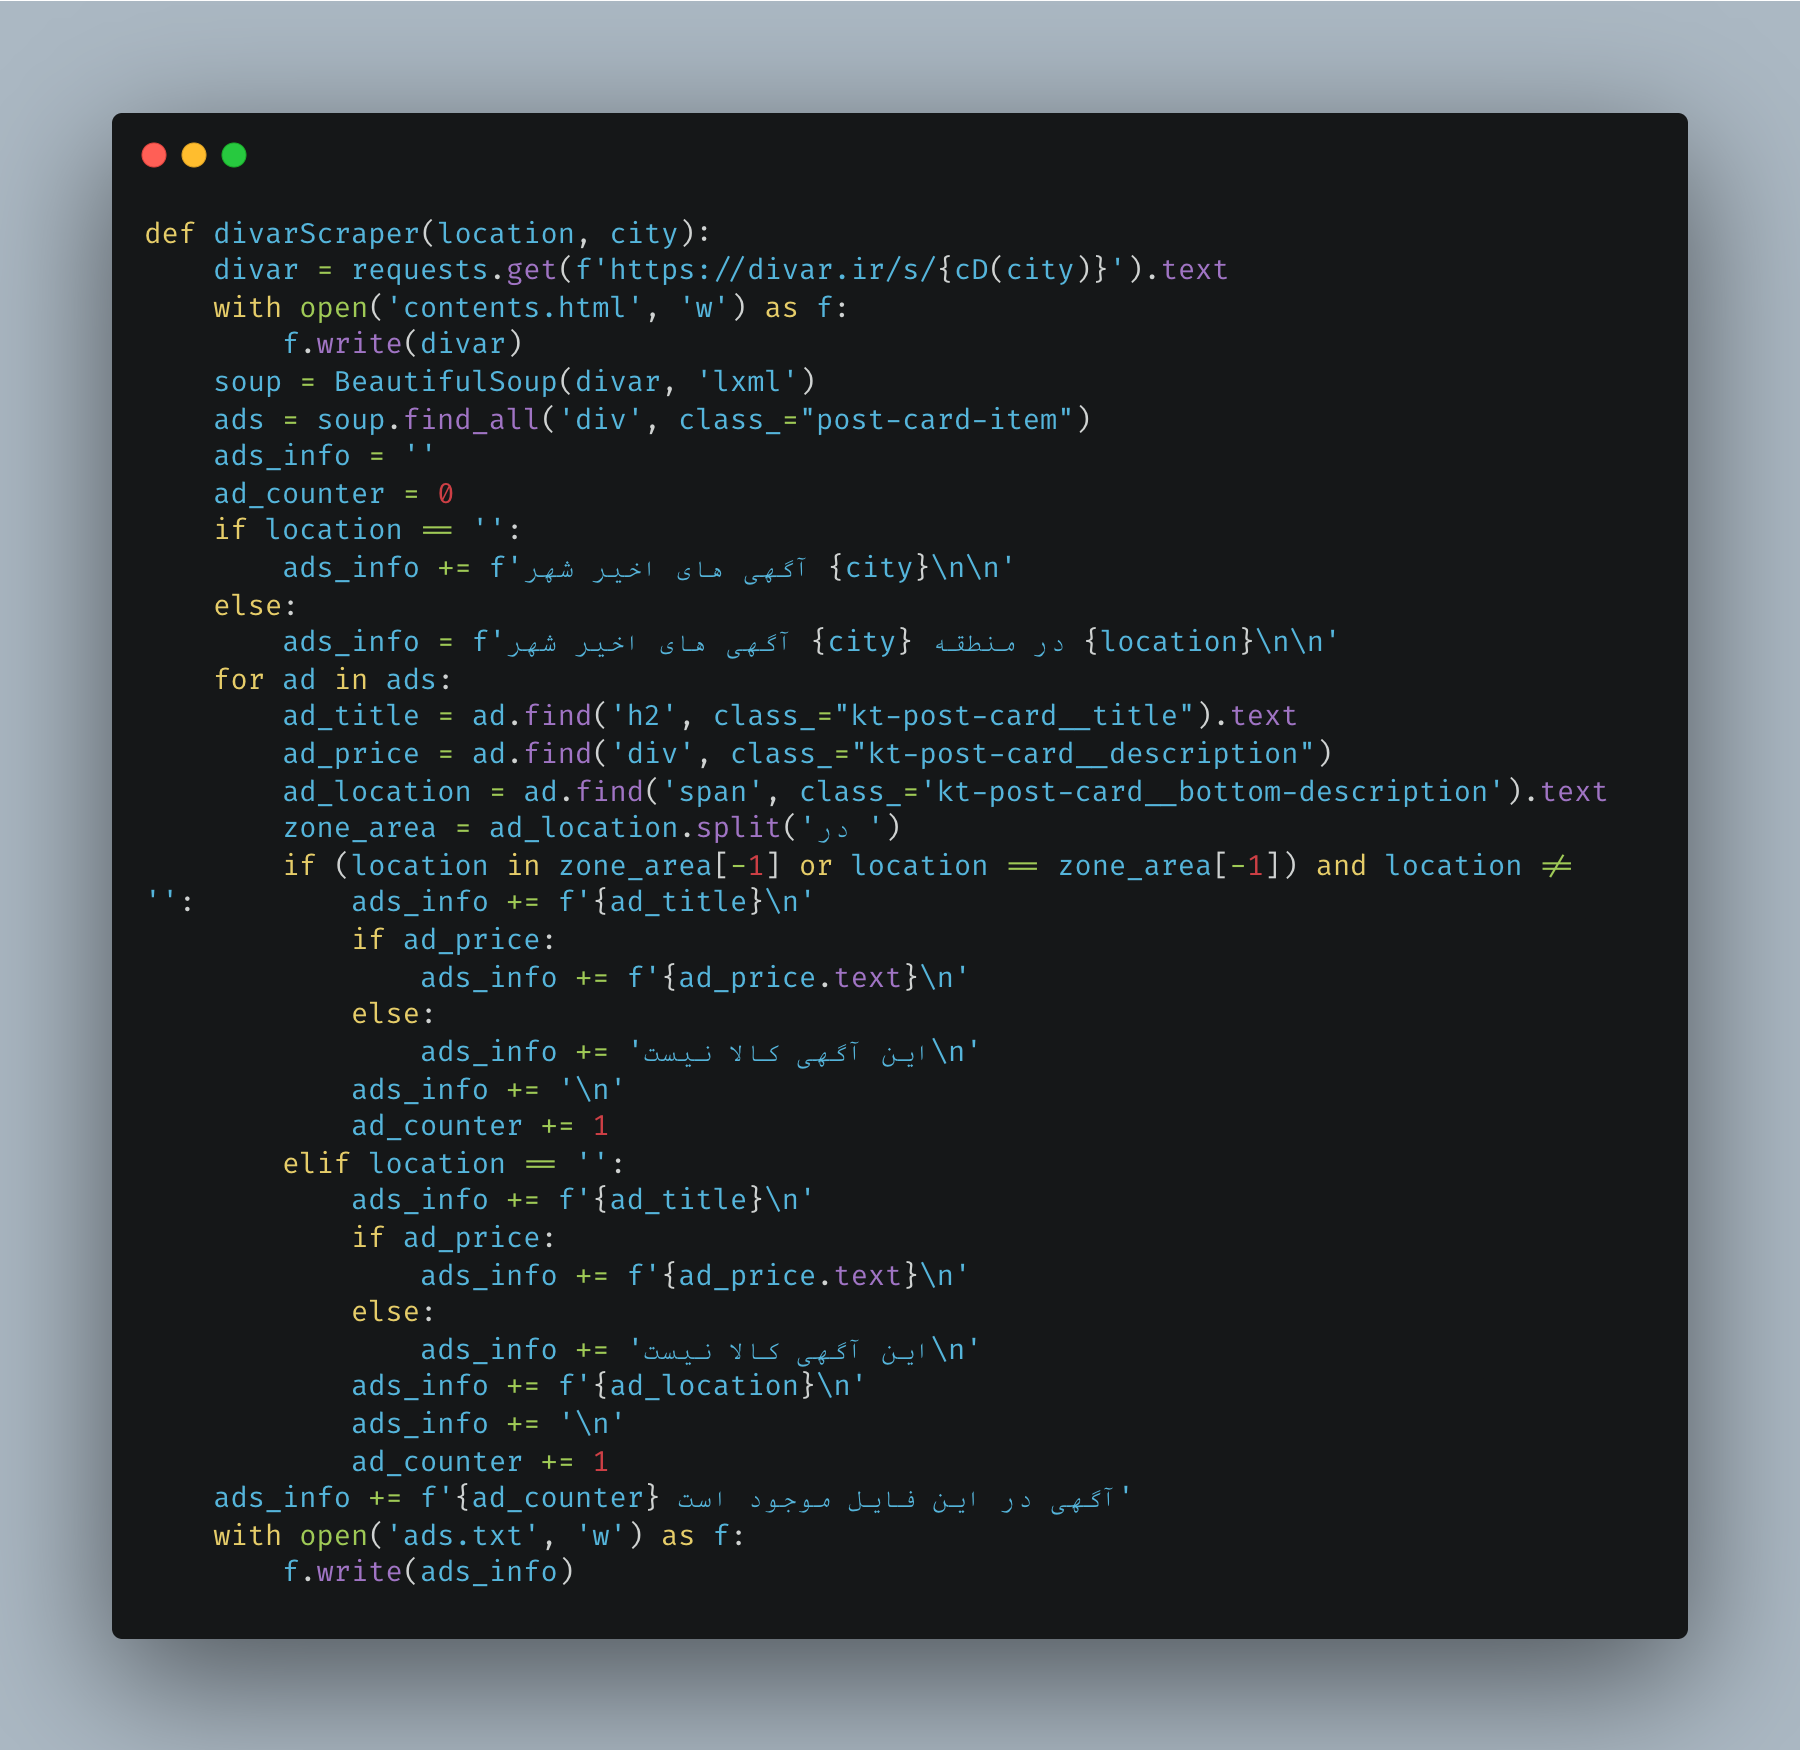 def divarScraper(location, city):
    divar = requests.get(f'https://divar.ir/s/{cD(city)}').text
    with open('contents.html', 'w') as f:
        f.write(divar)
    soup = BeautifulSoup(divar, 'lxml')
    ads = soup.find_all('div', class_="post-card-item")
    ads_info = ''
    ad_counter = 0
    if location == '':
        ads_info += f'آگهی های اخیر شهر {city}\n\n'
    else:
        ads_info = f'آگهی های اخیر شهر {city} در منطقه {location}\n\n'
    for ad in ads:
        ad_title = ad.find('h2', class_="kt-post-card__title").text
        ad_price = ad.find('div', class_="kt-post-card__description")
        ad_location = ad.find('span', class_='kt-post-card__bottom-description').text
        zone_area = ad_location.split('در ')
        if (location in zone_area[-1] or location == zone_area[-1]) and location !=
'':         ads_info += f'{ad_title}\n'
            if ad_price:
                ads_info += f'{ad_price.text}\n'
            else:
                ads_info += 'این آگهی کالا نیست\n'
            ads_info += '\n'
            ad_counter += 1
        elif location == '':
            ads_info += f'{ad_title}\n'
            if ad_price:
                ads_info += f'{ad_price.text}\n'
            else:
                ads_info += 'این آگهی کالا نیست\n'
            ads_info += f'{ad_location}\n'
            ads_info += '\n'
            ad_counter += 1
    ads_info += f'{ad_counter} آگهی در این فایل موجود است'
    with open('ads.txt', 'w') as f:
        f.write(ads_info)